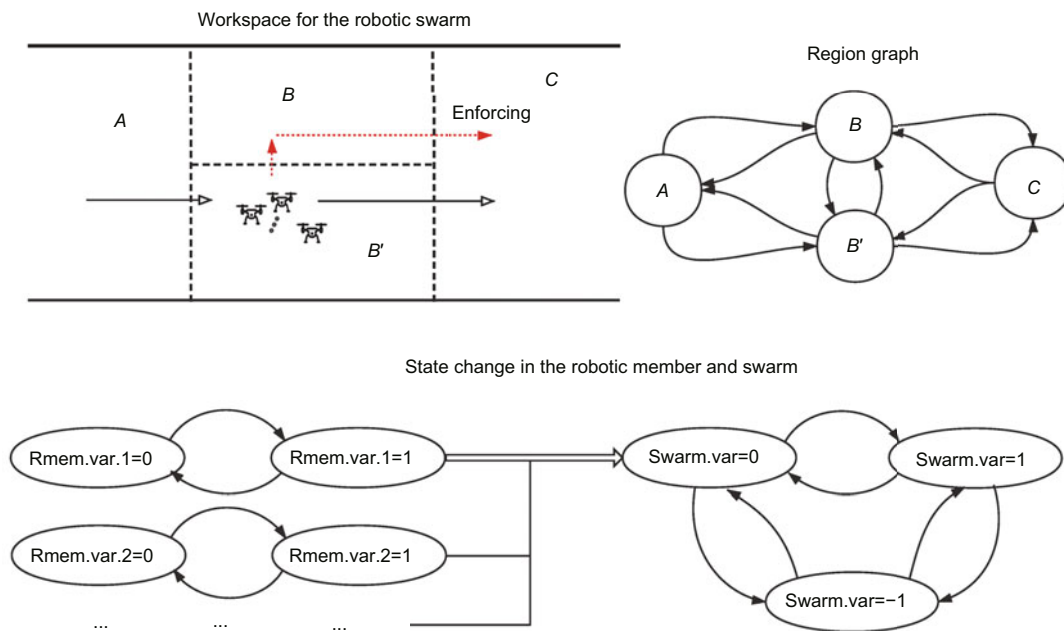 Workspace for the robotic swarm
A
B
C
Enforcing
B′
Region graph
A
B
B′
C
State change in the robotic member and swarm
Rmem.var.1=0
Rmem.var.1=1
Swarm.var=0
Swarm.var=1
Rmem.var.2=0
Rmem.var.2=1
Swarm.var=−1
... ... ...